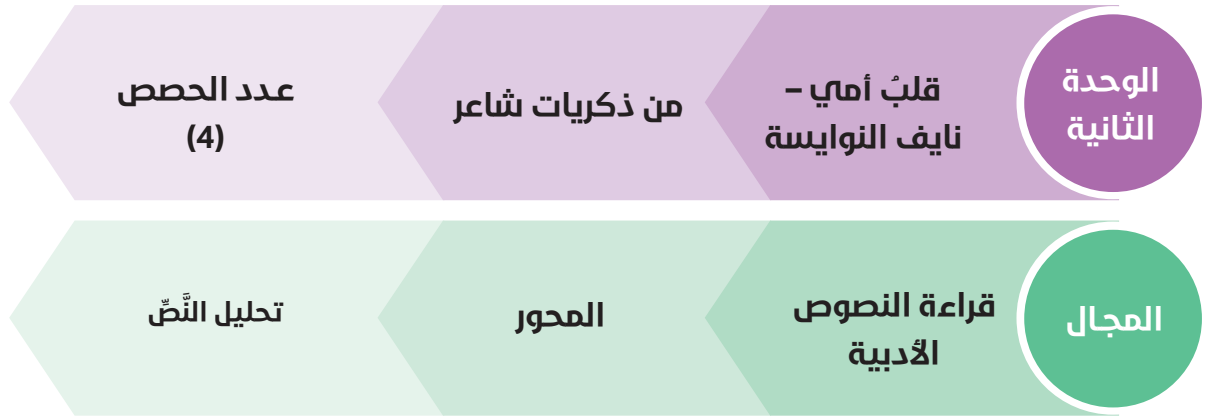 الوحدة
الثانية
قلبُ أمي –
نايف النوايسة
من ذكريات شاعر
عدد الحصص
(4)
المجال
قراءة النصوص
الأدبية
المحور
تحليل النَّصِّ